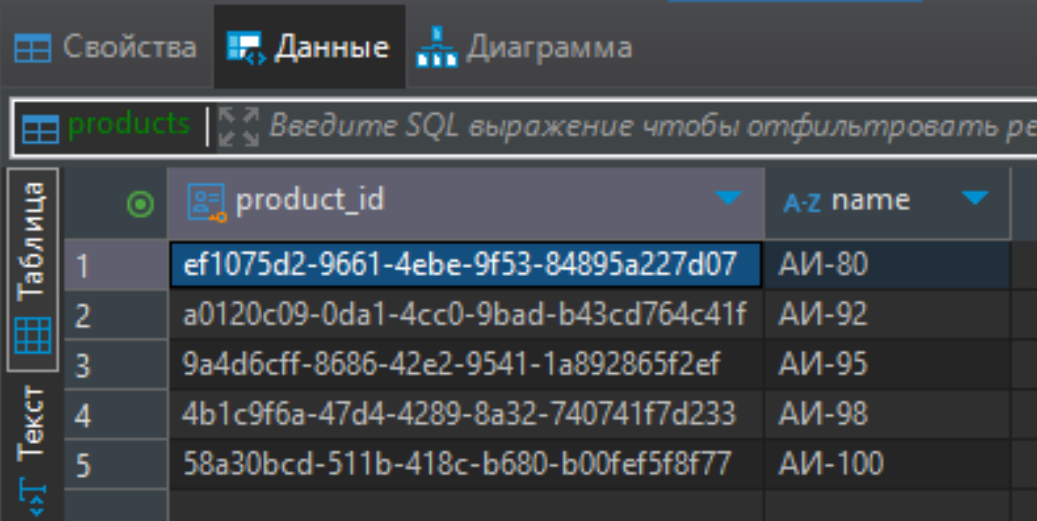 Свойства Данные Диаграмма
products Введите SQL выражение чтобы отфильтровать ре
Таблица
Текст
product_id A-Z name
1 ef1075d2-9661-4ebe-9f53-84895a227d07 АИ-80
2 a0120c09-0da1-4cc0-9bad-b43cd764c41f АИ-92
3 9a4d6cff-8686-42e2-9541-1a892865f2ef АИ-95
4 4b1c9f6a-47d4-4289-8a32-740741f7d233 АИ-98
5 58a30bcd-511b-418c-b680-b00fef5f8f77 АИ-100